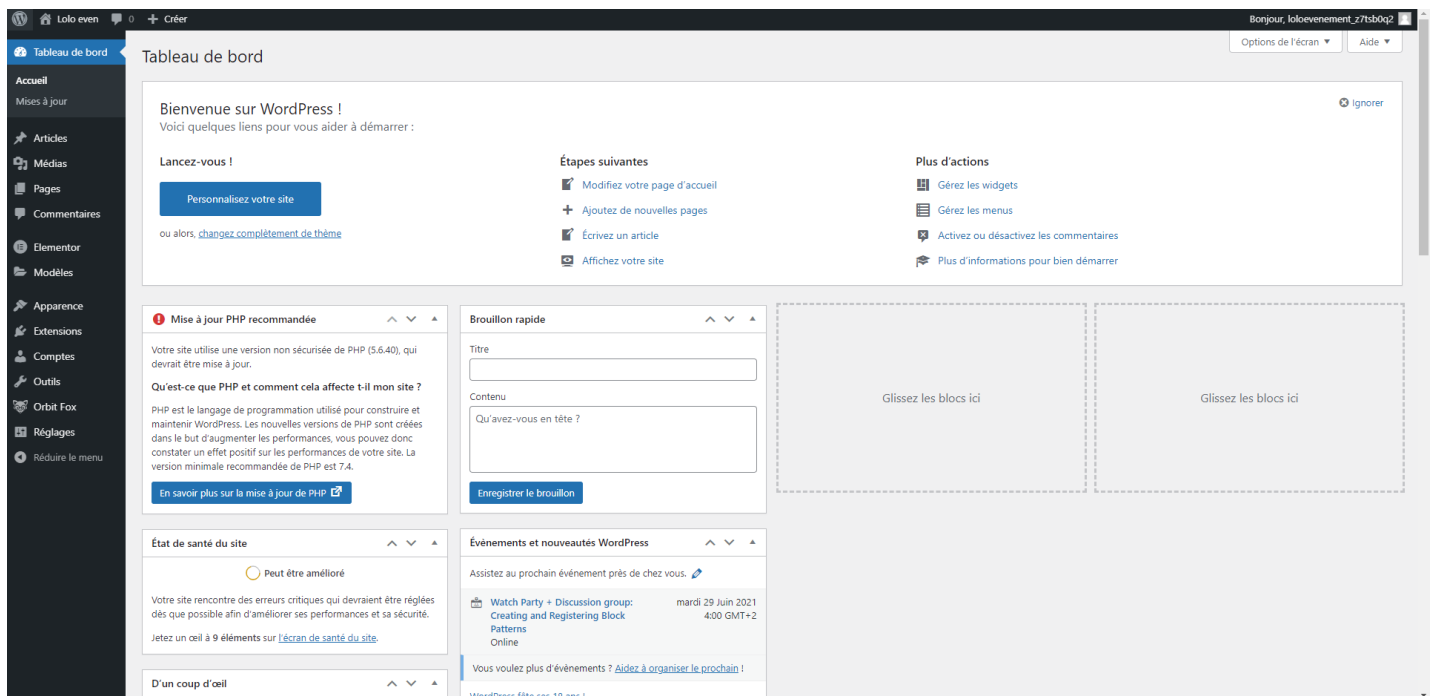 Lolo even
0
Créer
Bonjour, loloevenement_z7tsb0q2
Options de l'écran
Aide
Tableau de bord
Accueil
Mises à jour
Articles
Médias
Pages
Commentaires
Elementor
Modèles
Apparence
Extensions
Comptes
Outils
Orbit Fox
Réglages
Réduire le menu
Tableau de bord
Bienvenue sur WordPress !
Ignorer
Voici quelques liens pour vous aider à démarrer :
Lancez-vous !
Personnalisez votre site
ou alors, changez complètement de thème
Étapes suivantes
Modifiez votre page d'accueil
Ajoutez de nouvelles pages
Écrivez un article
Affichez votre site
Plus d'actions
Gérez les widgets
Gérez les menus
Activez ou désactivez les commentaires
Plus d'informations pour bien démarrer
Mise à jour PHP recommandée
Votre site utilise une version non sécurisée de PHP (5.6.40), qui
devrait être mise à jour.
Qu'est-ce que PHP et comment cela affecte t-il mon site ?
PHP est le langage de programmation utilisé pour construire et
maintenir WordPress. Les nouvelles versions de PHP sont créées
dans le but d'augmenter les performances, vous pouvez donc
constater un effet positif sur les performances de votre site. La
version minimale recommandée de PHP est 7.4.
En savoir plus sur la mise à jour de PHP
État de santé du site
Peut être amélioré
Votre site rencontre des erreurs critiques qui devraient être réglées
dès que possible afin d'améliorer ses performances et sa sécurité.
Jetez un œil à 9 éléments sur l'écran de santé du site.
D'un coup d'œil
Brouillon rapide
Titre
Contenu
Qu'avez-vous en tête ?
Enregistrer le brouillon
Évènements et nouveautés WordPress
Assistez au prochain événement près de chez vous.
Watch Party + Discussion group:
Creating and Registering Block
Patterns
Online
mardi 29 Juin 2021
4:00 GMT+2
Vous voulez plus d'évènements ? Aidez à organiser le prochain !
WordPress fête ses 18 ans !
Glissez les blocs ici
Glissez les blocs ici